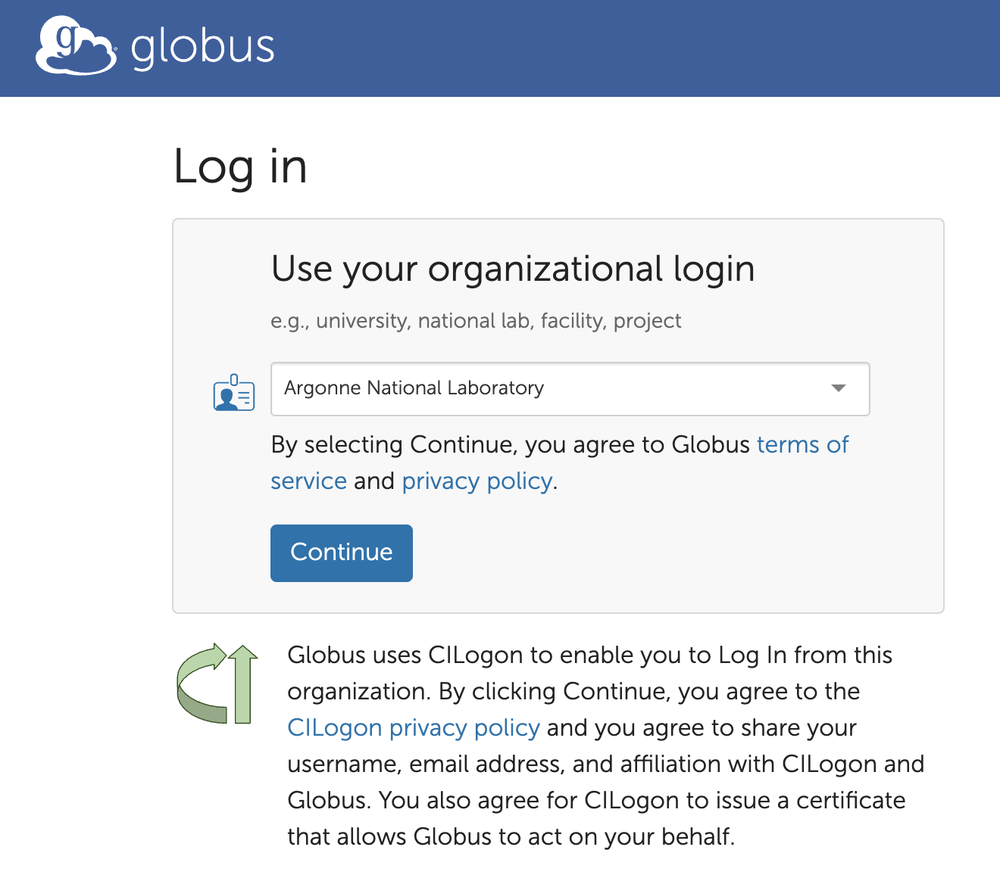 globus
Log in
Use your organizational login
e.g., university, national lab, facility, project
Argonne National Laboratory
By selecting Continue, you agree to Globus terms of
service and privacy policy.
Continue
Globus uses CILogon to enable you to Log In from this
organization. By clicking Continue, you agree to the
CILogon privacy policy and you agree to share your
username, email address, and affiliation with CILogon and
Globus. You also agree for CILogon to issue a certificate
that allows Globus to act on your behalf.